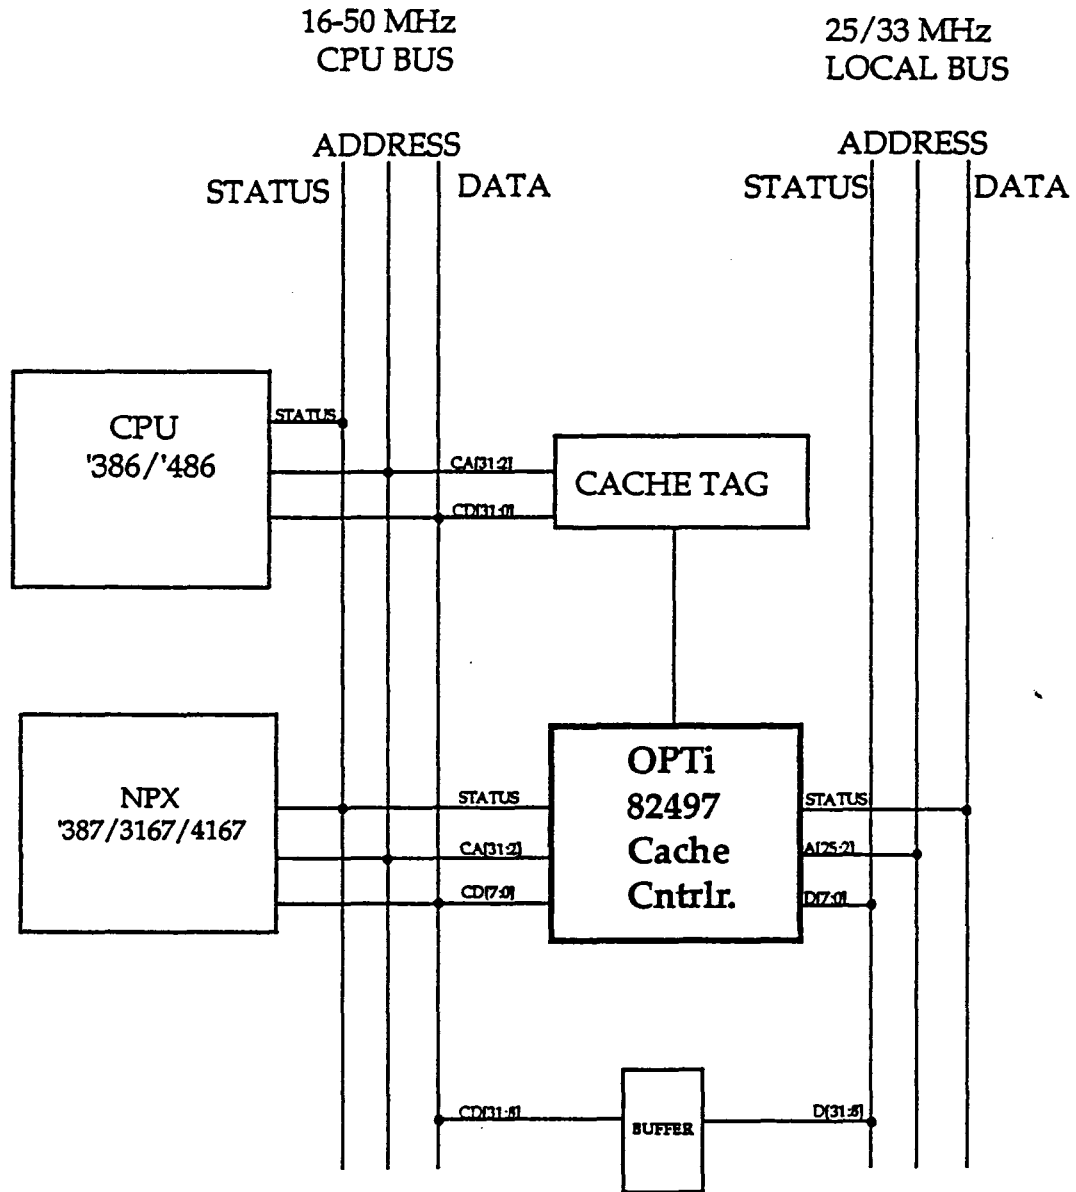 16-50 MHz
CPU BUS
25/33 MHz
LOCAL BUS
ADDRESS
STATUS
DATA
ADDRESS
STATUS
DATA
CPU
'386/'486
STATUS
CA[31:2]
CD[31:0]
CACHE TAG
NPX
'387/3167/4167
STATUS
CA[31:2]
CD[7:0]
OPTi
82497
Cache
Cntrlr.
STATUS
A[25:2]
D[7:0]
CD[31:8]
BUFFER
D[31:8]